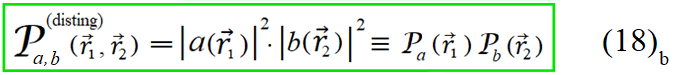 𝒫_{a,b}^{(disting)}(r⃗₁, r⃗₂) = |a(r⃗₁)|²·|b(r⃗₂)|² ≡ 𝒫_a(r⃗₁) 𝒫_b(r⃗₂) (18)_b